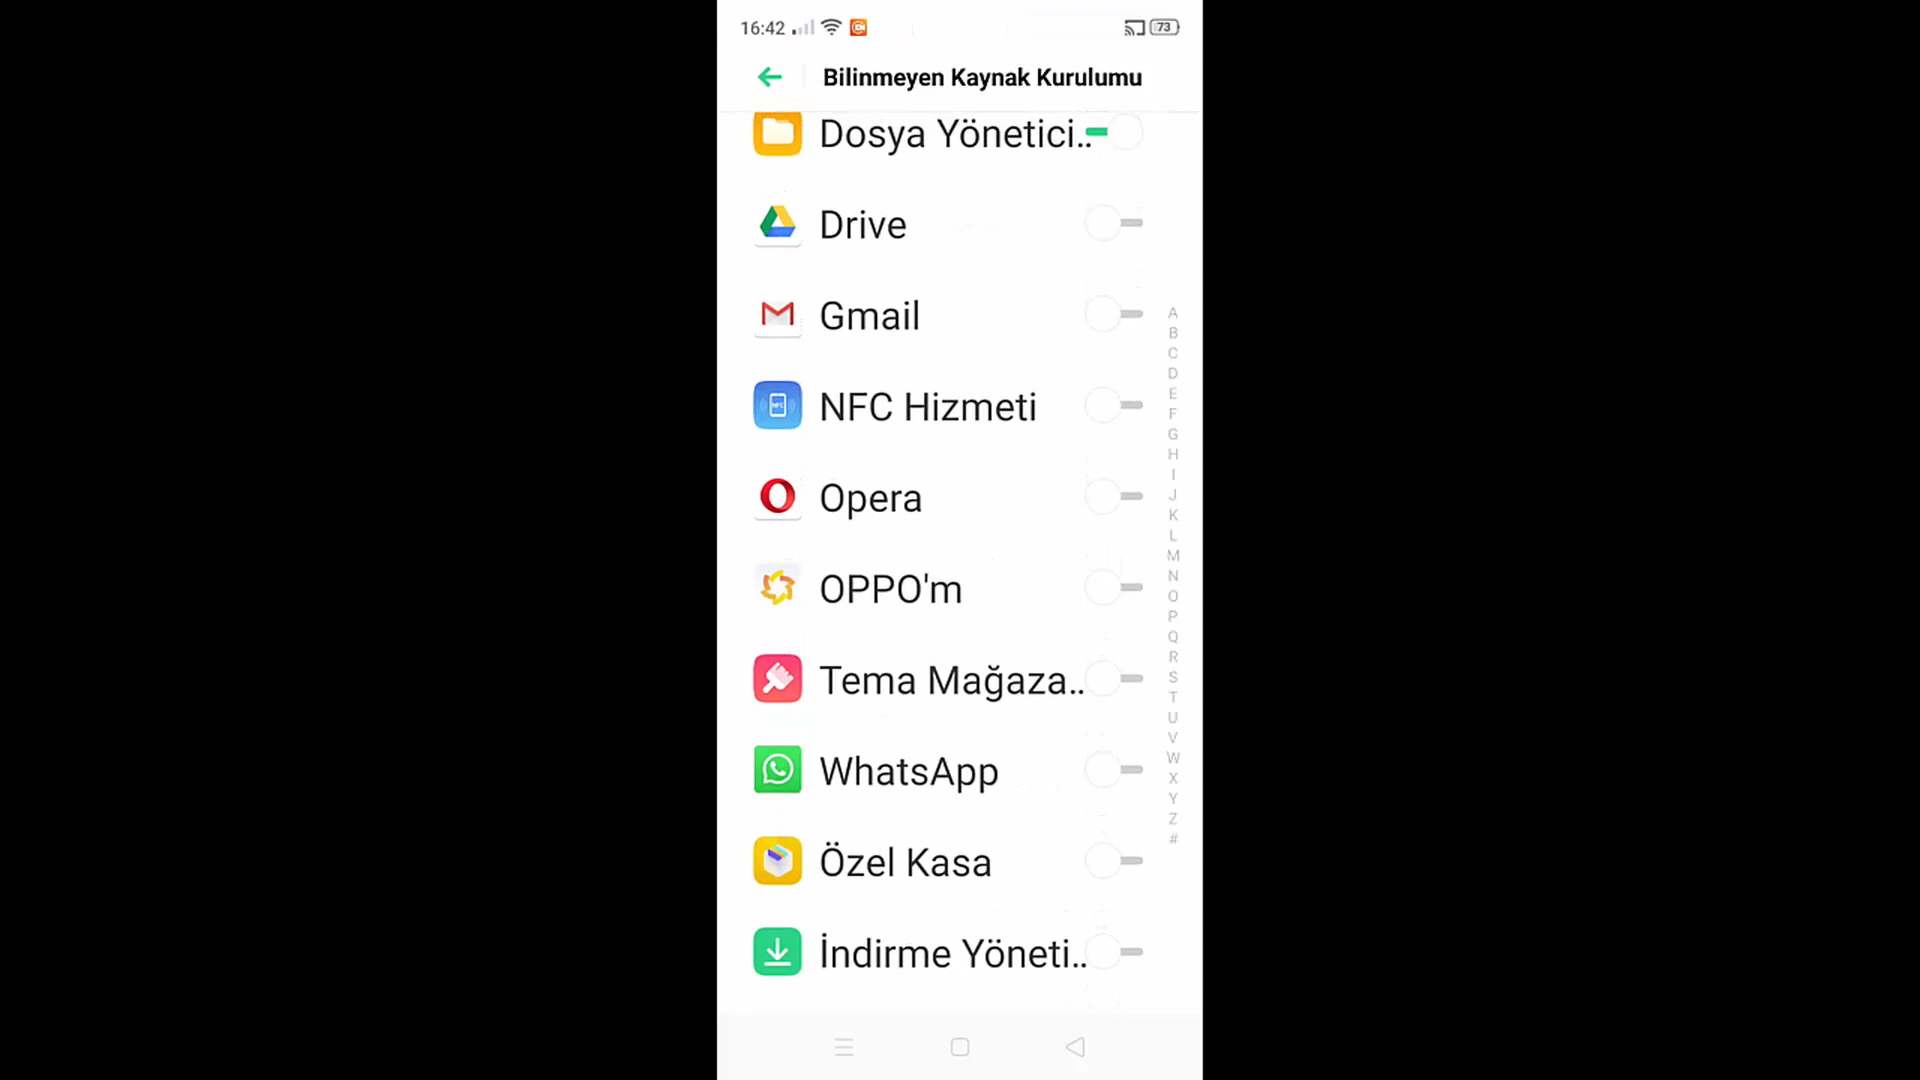 16:42
73
Bilinmeyen Kaynak Kurulumu
Dosya Yönetici..
Drive
Gmail
NFC Hizmeti
Opera
OPPO'm
Tema Mağaza..
WhatsApp
Özel Kasa
İndirme Yöneti..
A
B
C
D
E
F
G
H
I
J
K
L
M
N
O
P
Q
R
S
T
U
V
W
X
Y
Z
#